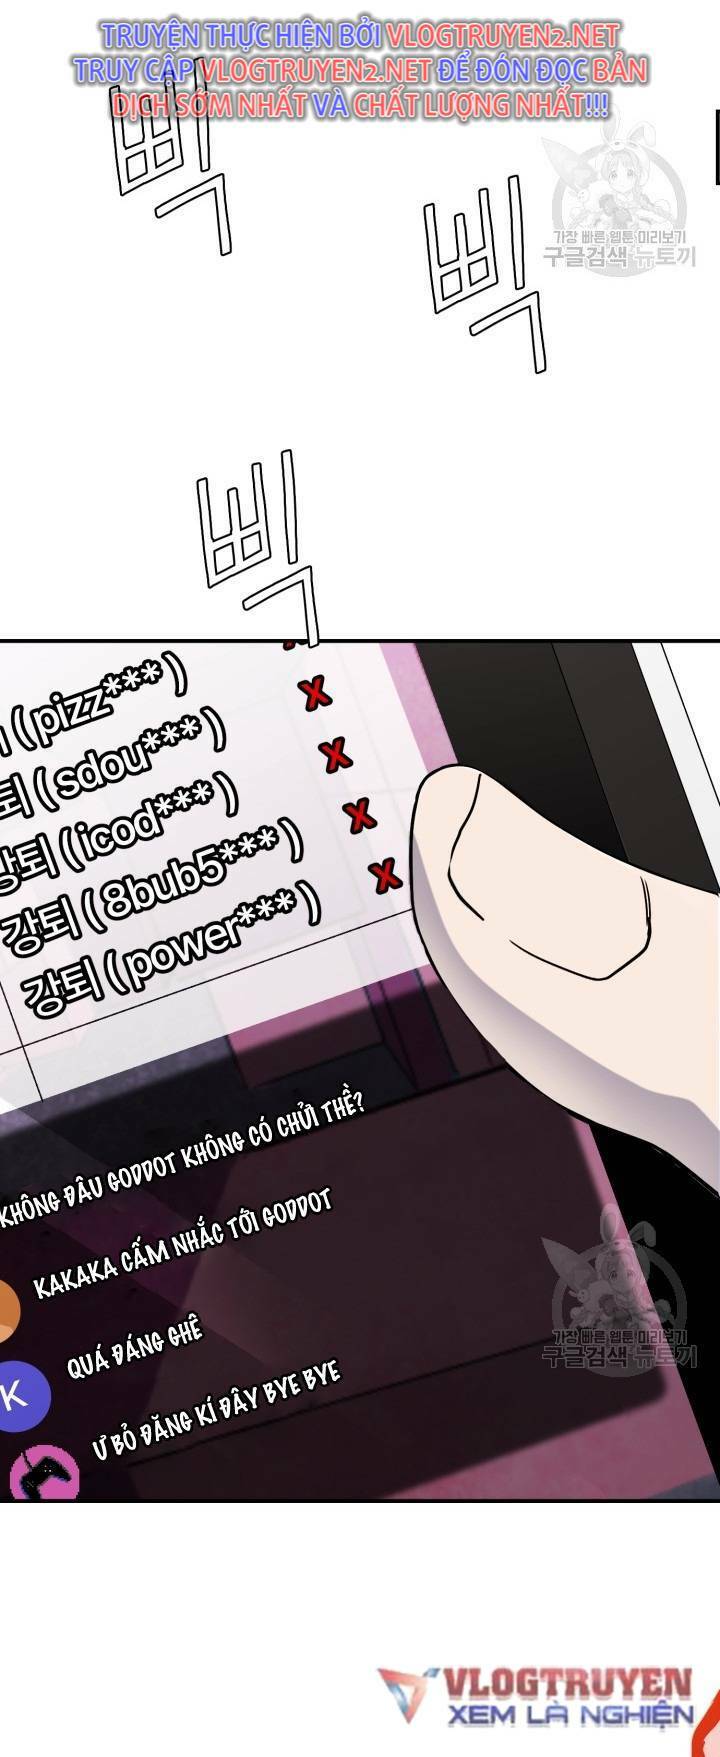 TRUYỆN THỰC HIỆN BỞI VLOGTRUYEN2.NET
TRUY CẬP VLOGTRUYEN2.NET ĐỂ ĐÓN ĐỌC BẢN
DỊCH SỚM NHẤT VÀ CHẤT LƯỢNG NHẤT!!!
삑
가장 빠른 웹툰 미리보기
구글검색 뉴토끼
삑
삑
(pizz***) X
퇴 (sdou***) X
강퇴 (icod***) X
강퇴 (8bub5***) X
강퇴 (power***) X
KHÔNG ĐÂU GODDOT KHÔNG CÓ CHỬI THỀ?
KAKAKA CẤM NHẮC TỚI GODDOT
가장 빠른 웹툰 미리보기
구글검색 뉴토끼
QUÁ ĐÁNG GHÊ
K
Ư BỎ ĐĂNG KÍ ĐÂY BYE BYE
VLOGTRUYEN
XEM LÀ NGHIỆN